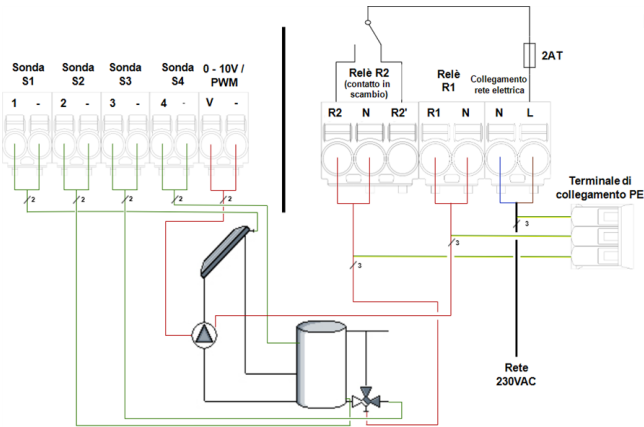 Sonda
S1
Sonda
S2
Sonda
S3
Sonda
S4
0 - 10V /
PWM
1 -
2 -
3 -
4 -
V -
2
2
2
2
2
2AT
Relè R2
(contatto in
scambio)
Relè
R1
Collegamento
rete elettrica
R2 N R2'
R1 N
N L
Terminale di
collegamento PE
3
3
3
Rete
230VAC